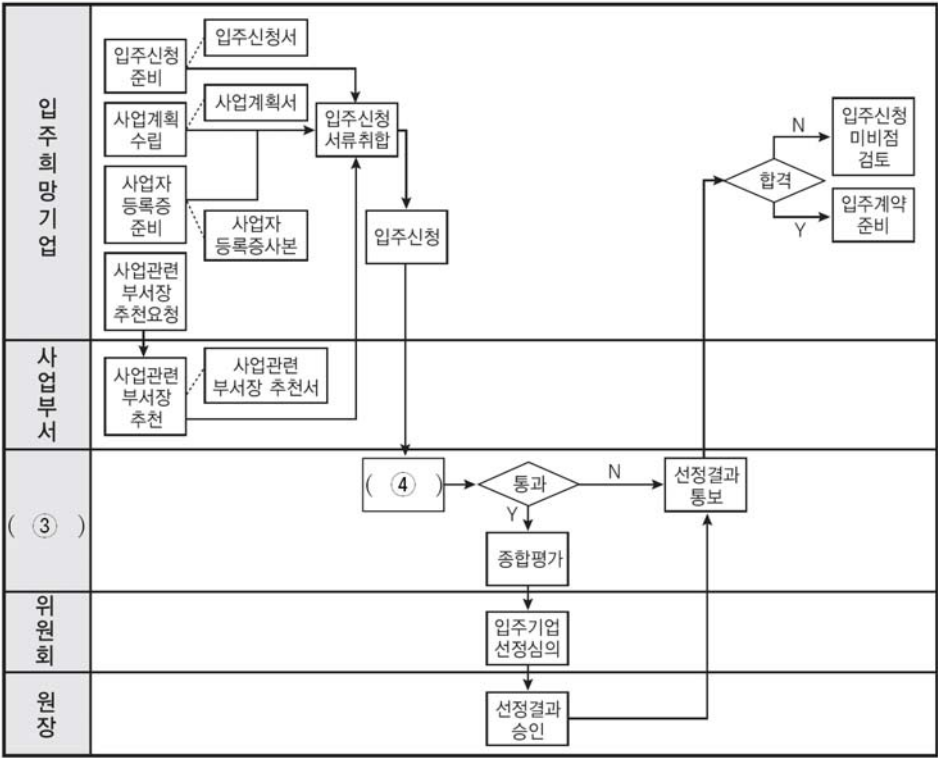 입주희망기업
입주신청
준비
입주신청서
사업계획
수립
사업계획서
사업자
등록증
준비
사업자
등록증사본
사업관련
부서장
추천요청
입주신청
서류취합
입주신청
합격
N
입주신청
미비점
검토
Y
입주계약
준비
사업부서
사업관련
부서장
추천
사업관련
부서장 추천서
( ③ )
( ④ )
통과
N
선정결과
통보
Y
종합평가
위원회
입주기업
선정심의
원장
선정결과
승인